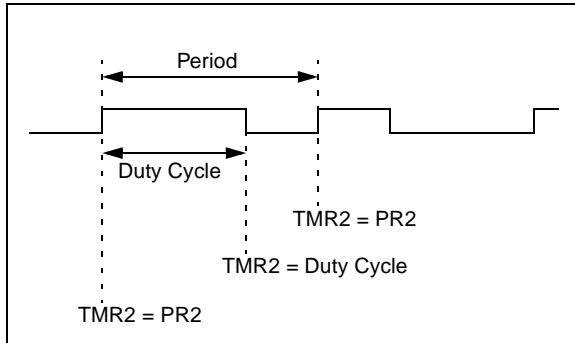 Period
Duty Cycle
TMR2 = PR2
TMR2 = Duty Cycle
TMR2 = PR2